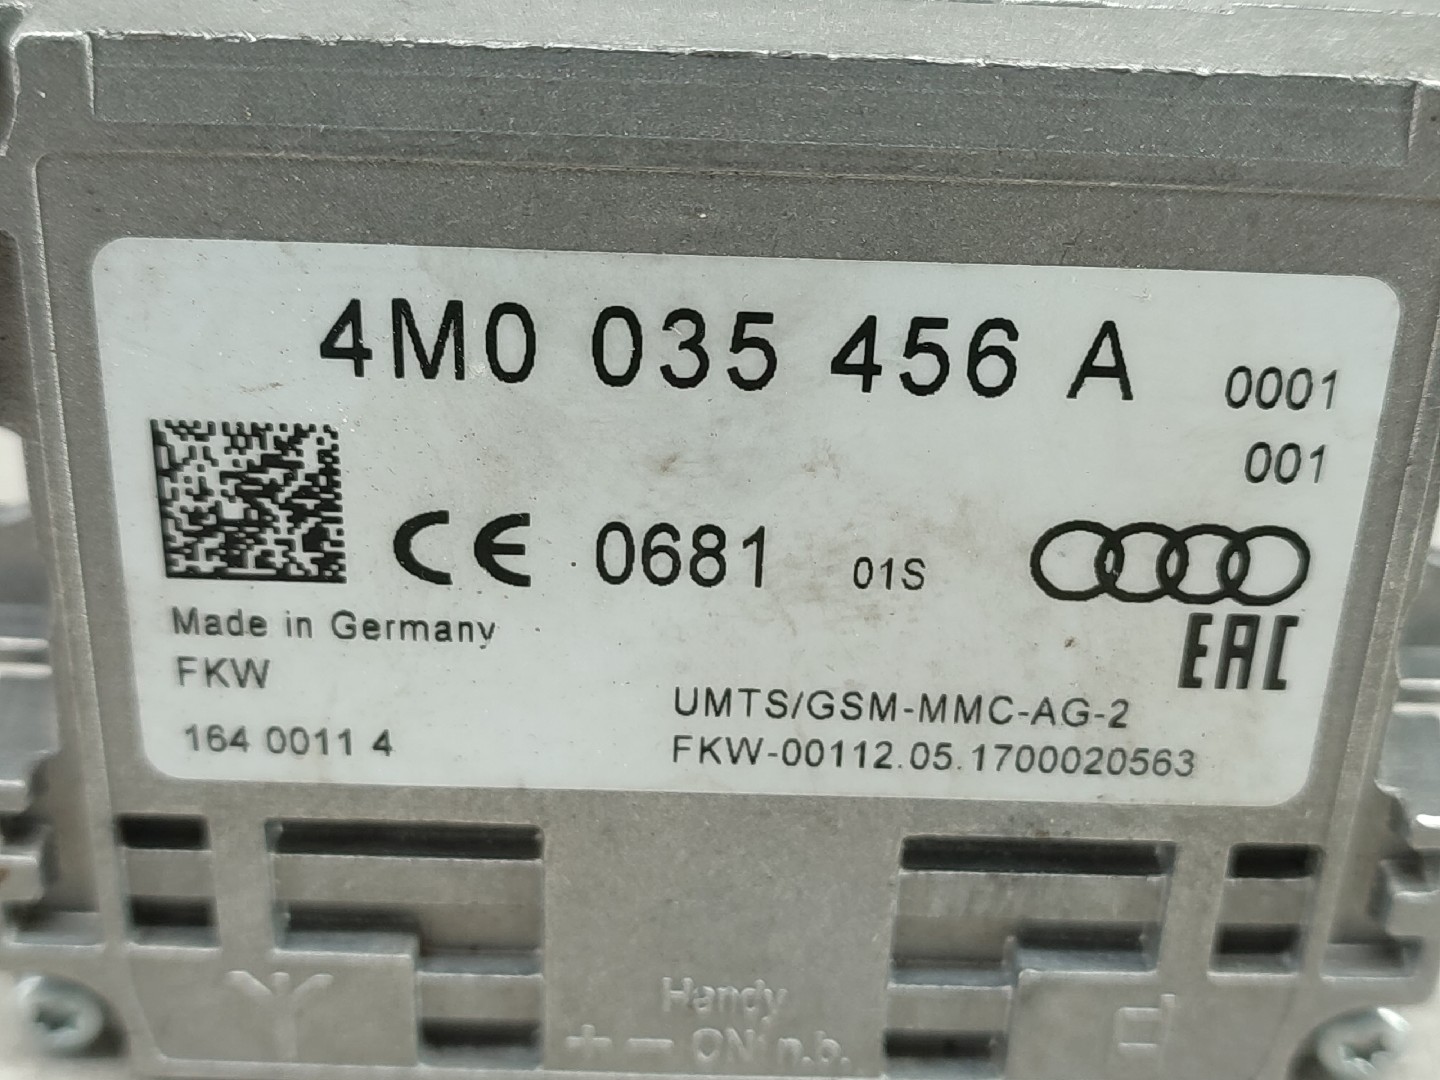 4M0 035 456 A 0001
001
CE 0681 01S
EAC
Made in Germany
FKW
UMTS/GSM-MMC-AG-2
164 0011 4
FKW-00112.05.1700020563
Handy
+ - ON n.b.